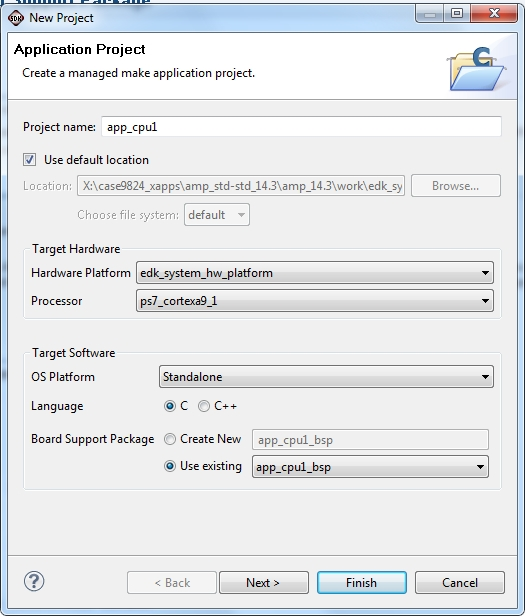 Support Package
New Project
Application Project
Create a managed make application project.
Project name: app_cpu1
Use default location
Location: X:\case9824_xapps\amp_std-std_14.3\amp_14.3\work\edk_sy Browse...
Choose file system: default
Target Hardware
Hardware Platform edk_system_hw_platform
Processor ps7_cortexa9_1
Target Software
OS Platform Standalone
Language C C++
Board Support Package Create New app_cpu1_bsp
Use existing app_cpu1_bsp
? < Back Next > Finish Cancel